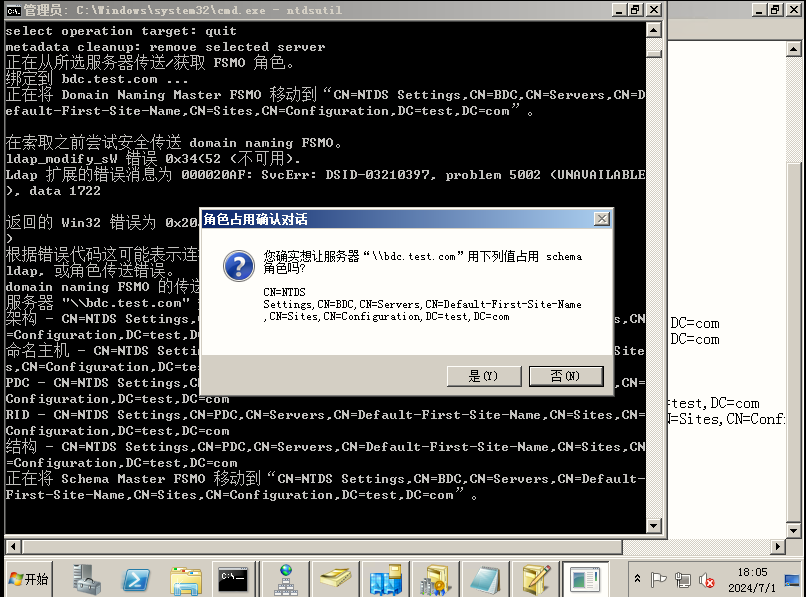 管理员: C:\Windows\system32\cmd.exe - ntdsutil
select operation target: quit
metadata cleanup: remove selected server
正在从所选服务器传送/获取 FSMO 角色。
绑定到 bdc.test.com ...
正在将 Domain Naming Master FSMO 移动到“CN=NTDS Settings,CN=BDC,CN=Servers,CN=D
efault-First-Site-Name,CN=Sites,CN=Configuration,DC=test,DC=com”。
在索取之前尝试安全传送 domain naming FSMO。
ldap_modify_sW 错误 0x34(52 (不可用).
Ldap 扩展的错误消息为 000020AF: SvcErr: DSID-03210397, problem 5002 (UNAVAILABLE
), data 1722
返回的 Win32 错误为 0x20
)
根据错误代码这可能表示连
ldap, 或角色传送错误。
domain naming FSMO 的传送
服务器 "\\bdc.test.com"
架构 - CN=NTDS Settings,
s,CN
=Configuration,DC=test,D
命名主机 - CN=NTDS Setti
Site
s,CN=Configuration,DC=te
PDC - CN=NTDS Settings,C
,CN=
Configuration,DC=test,DC=com
RID - CN=NTDS Settings,CN=PDC,CN=Servers,CN=Default-First-Site-Name,CN=Sites,CN=
Configuration,DC=test,DC=com
结构 - CN=NTDS Settings,CN=PDC,CN=Servers,CN=Default-First-Site-Name,CN=Sites,CN
=Configuration,DC=test,DC=com
正在将 Schema Master FSMO 移动到“CN=NTDS Settings,CN=BDC,CN=Servers,CN=Default-
First-Site-Name,CN=Sites,CN=Configuration,DC=test,DC=com”。
角色占用确认对话
您确实想让服务器“\\bdc.test.com”用下列值占用 schema
角色吗?
CN=NTDS
Settings,CN=BDC,CN=Servers,CN=Default-First-Site-Name
,CN=Sites,CN=Configuration,DC=test,DC=com
是(Y)
否(N)
DC=com
DC=com
=test,DC=com
=Sites,CN=Conf
开始
18:05
2024/7/1